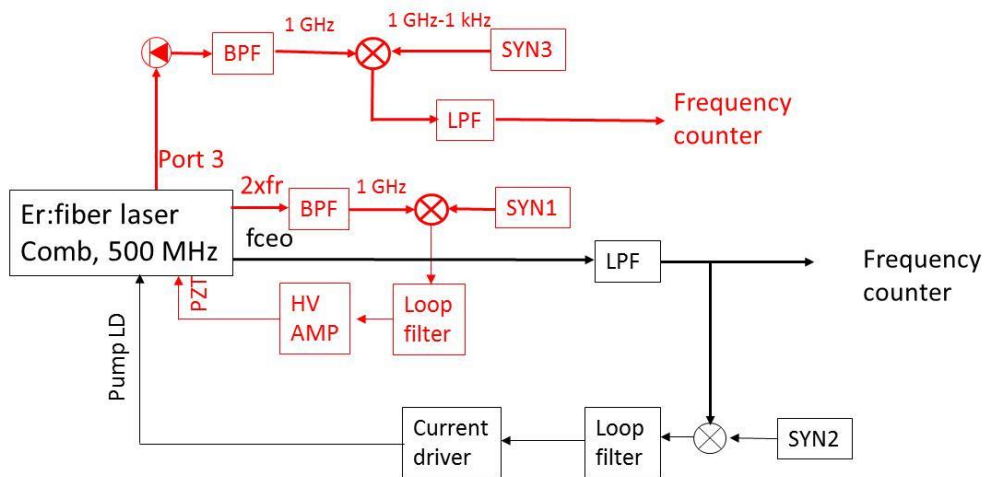 1 GHz
1 GHz-1 kHz
BPF
SYN3
LPF
Frequency
counter
Port 3
2xfr
1 GHz
BPF
SYN1
Er:fiber laser
Comb, 500 MHz
fceo
LPF
Frequency
counter
PZT
HV
AMP
Loop
filter
Pump LD
Current
driver
Loop
filter
SYN2